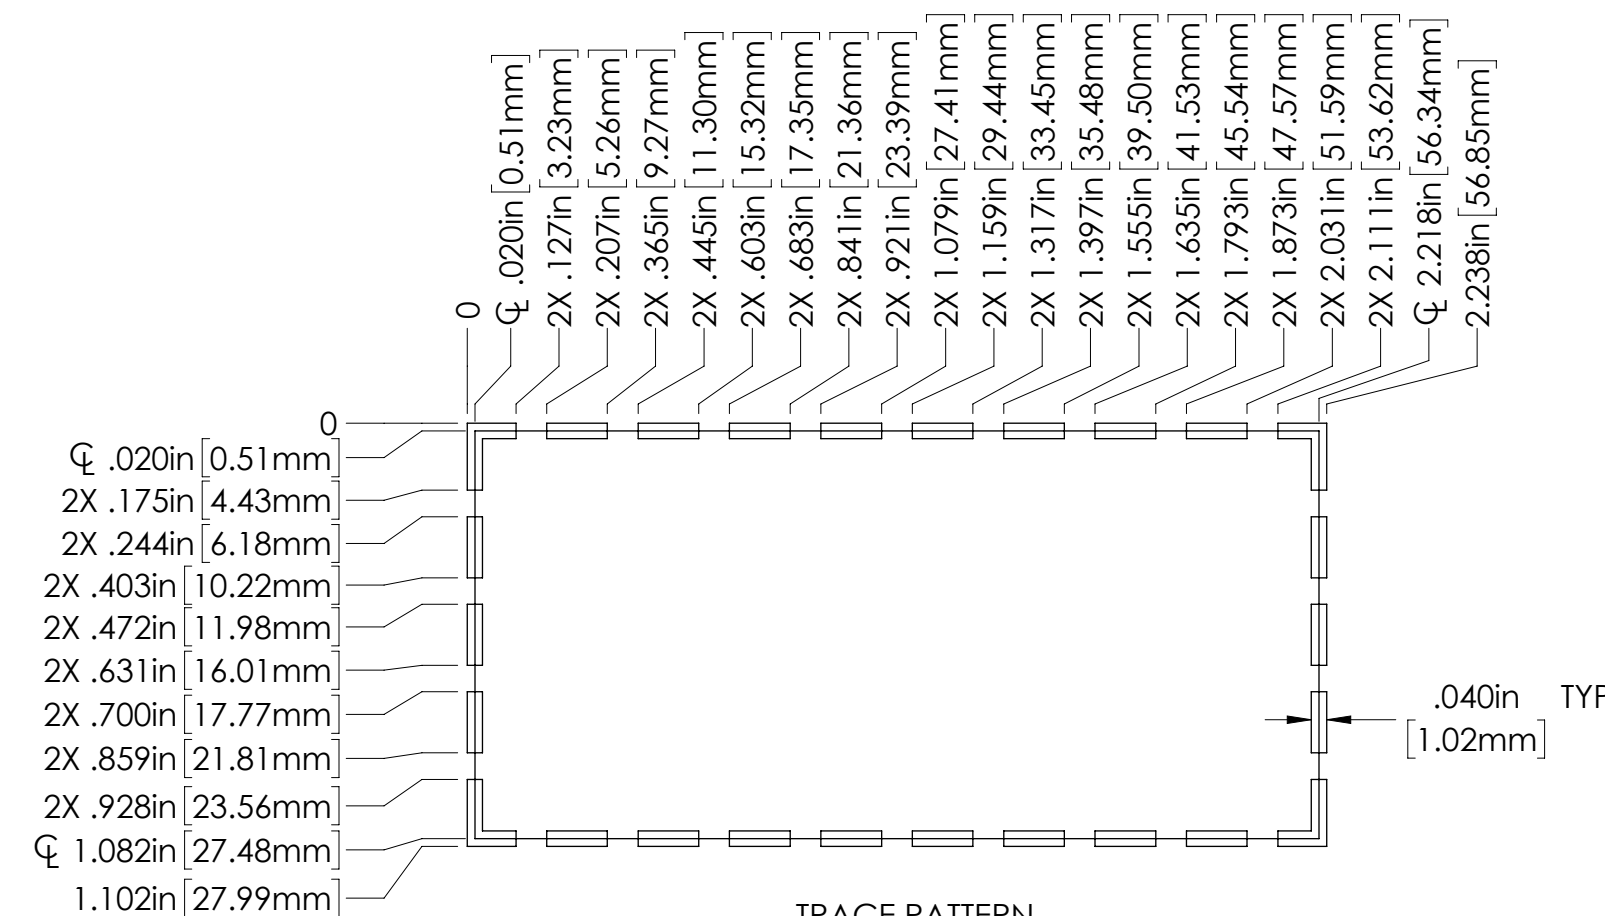 0
℄ .020in [0.51mm]
2X .127in [3.23mm]
2X .207in [5.26mm]
2X .365in [9.27mm]
2X .445in [11.30mm]
2X .603in [15.32mm]
2X .683in [17.35mm]
2X .841in [21.36mm]
2X .921in [23.39mm]
2X 1.079in [27.41mm]
2X 1.159in [29.44mm]
2X 1.317in [33.45mm]
2X 1.397in [35.48mm]
2X 1.555in [39.50mm]
2X 1.635in [41.53mm]
2X 1.793in [45.54mm]
2X 1.873in [47.57mm]
2X 2.031in [51.59mm]
2X 2.111in [53.62mm]
℄ 2.218in [56.34mm]
2.238in [56.85mm]
0
℄ .020in [0.51mm]
2X .175in [4.43mm]
2X .244in [6.18mm]
2X .403in [10.22mm]
2X .472in [11.98mm]
2X .631in [16.01mm]
2X .700in [17.77mm]
2X .859in [21.81mm]
2X .928in [23.56mm]
℄ 1.082in [27.48mm]
1.102in [27.99mm]
.040in TYP
[1.02mm]
TRACE PATTERN